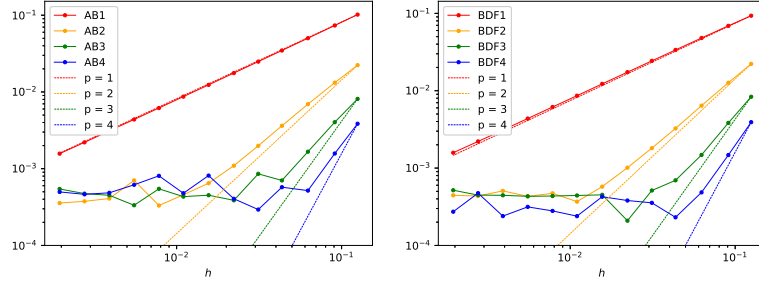 10⁻¹
10⁻²
10⁻³
10⁻⁴
AB1
AB2
AB3
AB4
p = 1
p = 2
p = 3
p = 4
10⁻²
10⁻¹
h
10⁻¹
10⁻²
10⁻³
10⁻⁴
BDF1
BDF2
BDF3
BDF4
p = 1
p = 2
p = 3
p = 4
10⁻²
10⁻¹
h